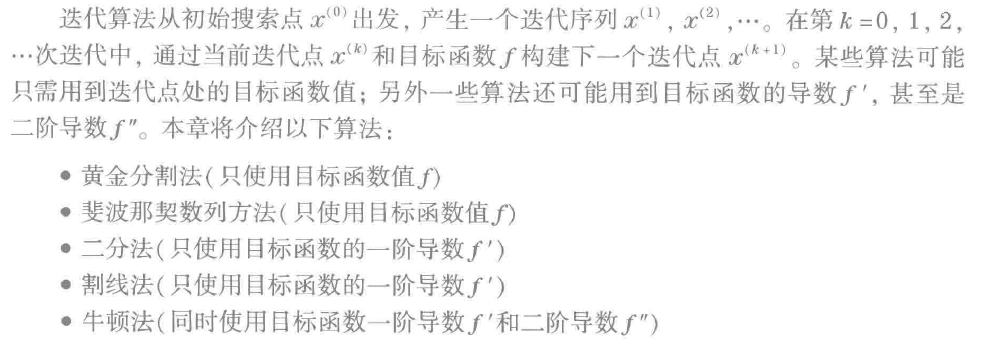 迭代算法从初始搜索点 x⁽⁰⁾ 出发, 产生一个迭代序列 x⁽¹⁾, x⁽²⁾,…。在第 k=0, 1, 2,
…次迭代中, 通过当前迭代点 x⁽ᵏ⁾ 和目标函数 f 构建下一个迭代点 x⁽ᵏ⁺¹⁾。某些算法可能
只需用到迭代点处的目标函数值; 另外一些算法还可能用到目标函数的导数 f′, 甚至是
二阶导数 f″。本章将介绍以下算法:
● 黄金分割法(只使用目标函数值 f)
● 斐波那契数列方法(只使用目标函数值 f)
● 二分法(只使用目标函数的一阶导数 f′)
● 割线法(只使用目标函数的一阶导数 f′)
● 牛顿法(同时使用目标函数一阶导数 f′和二阶导数 f″)